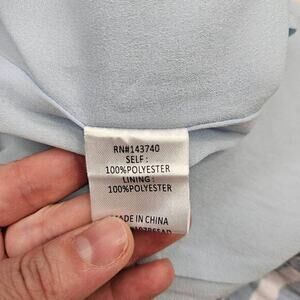 RN#143740
SELF :
100%POLYESTER
LINING :
100%POLYESTER
MADE IN CHINA